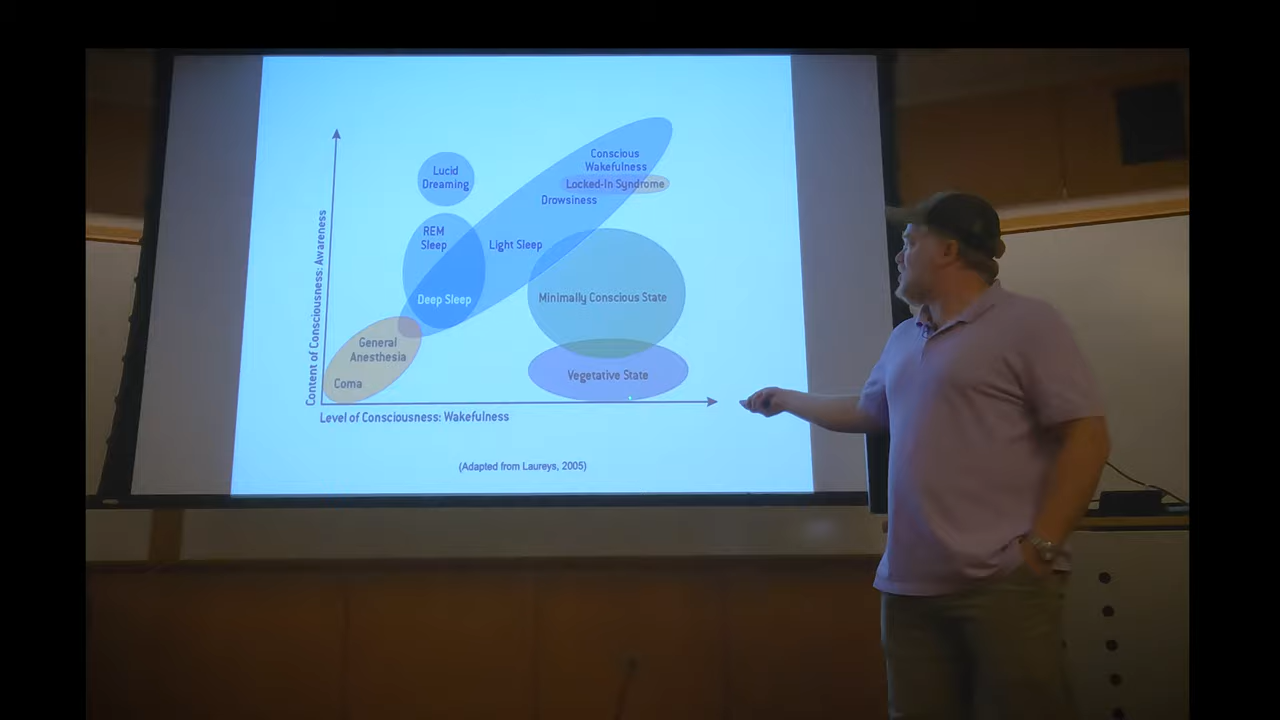 Conscious
Wakefulness
Lucid
Dreaming
Locked-In Syndrome
Drowsiness
REM
Sleep
Light Sleep
Deep Sleep
Minimally Conscious State
General
Anesthesia
Coma
Vegetative State
Content of Consciousness: Awareness
Level of Consciousness: Wakefulness
(Adapted from Laureys, 2005)